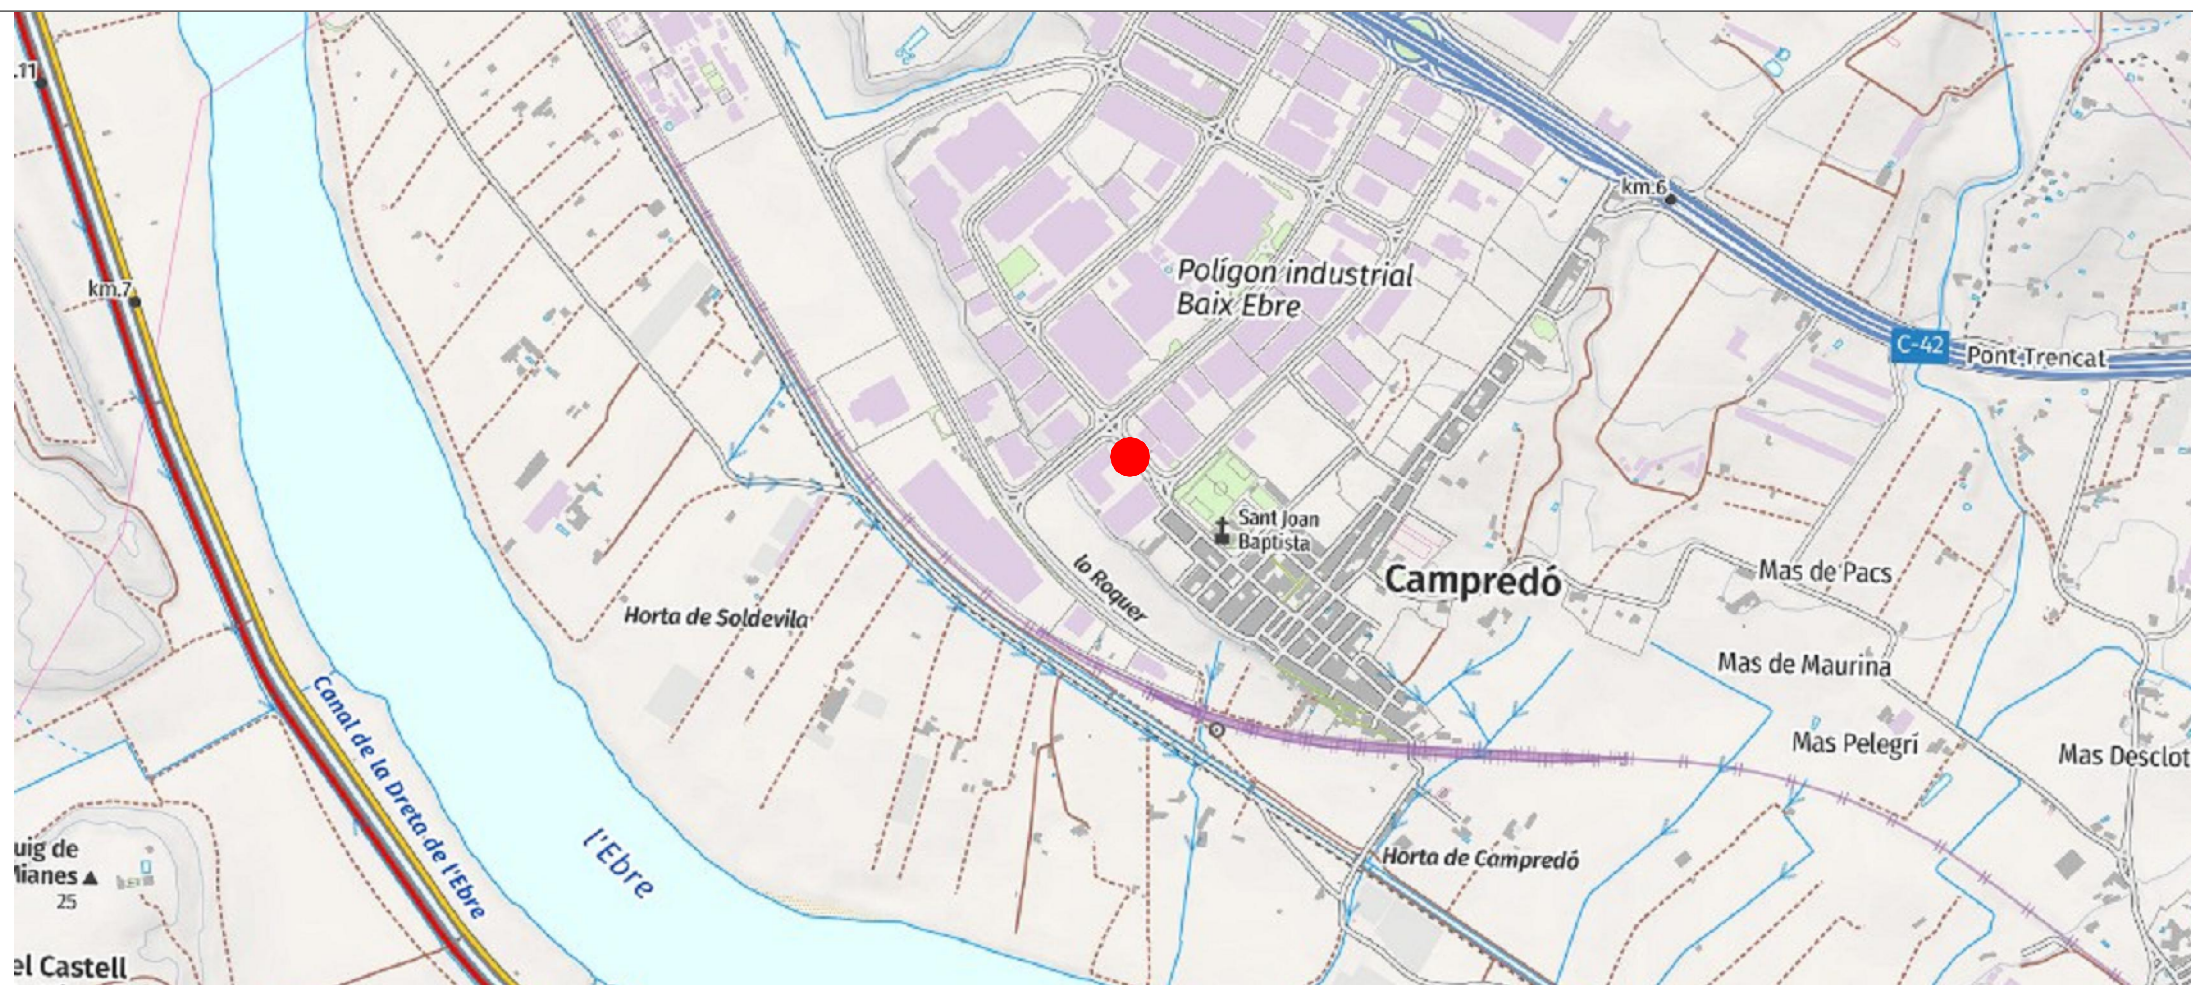 .11
km.7
km.6
Polígon industrial
Baix Ebre
C-42
Pont Trencat
Sant Joan
Baptista
lo Roquer
Campredó
Mas de Pacs
Horta de Soldevila
Mas de Maurina
Canal de la Dreta de l'Ebre
Mas Pelegrí
Mas Desclot
l'Ebre
uig de
Mianes
25
Horta de Campredó
el Castell